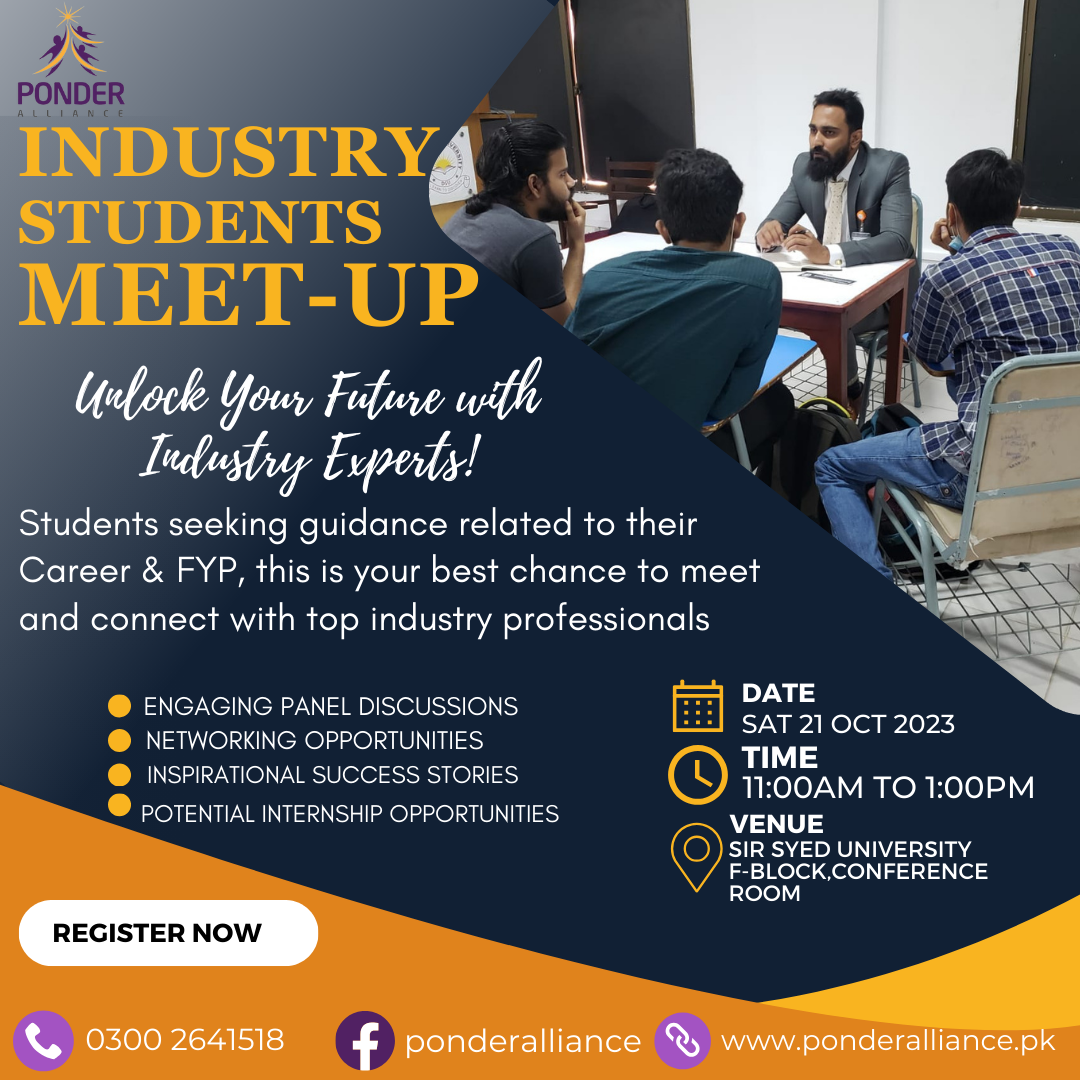 PONDER
ALLIANCE
INDUSTRY
STUDENTS
MEET-UP
Unlock Your Future with
Industry Experts!
Students seeking guidance related to their
Career & FYP, this is your best chance to meet
and connect with top industry professionals
ENGAGING PANEL DISCUSSIONS
NETWORKING OPPORTUNITIES
INSPIRATIONAL SUCCESS STORIES
POTENTIAL INTERNSHIP OPPORTUNITIES
DATE
SAT 21 OCT 2023
TIME
11:00AM TO 1:00PM
VENUE
SIR SYED UNIVERSITY
F-BLOCK,CONFERENCE
ROOM
REGISTER NOW
0300 2641518
ponderalliance
www.ponderalliance.pk